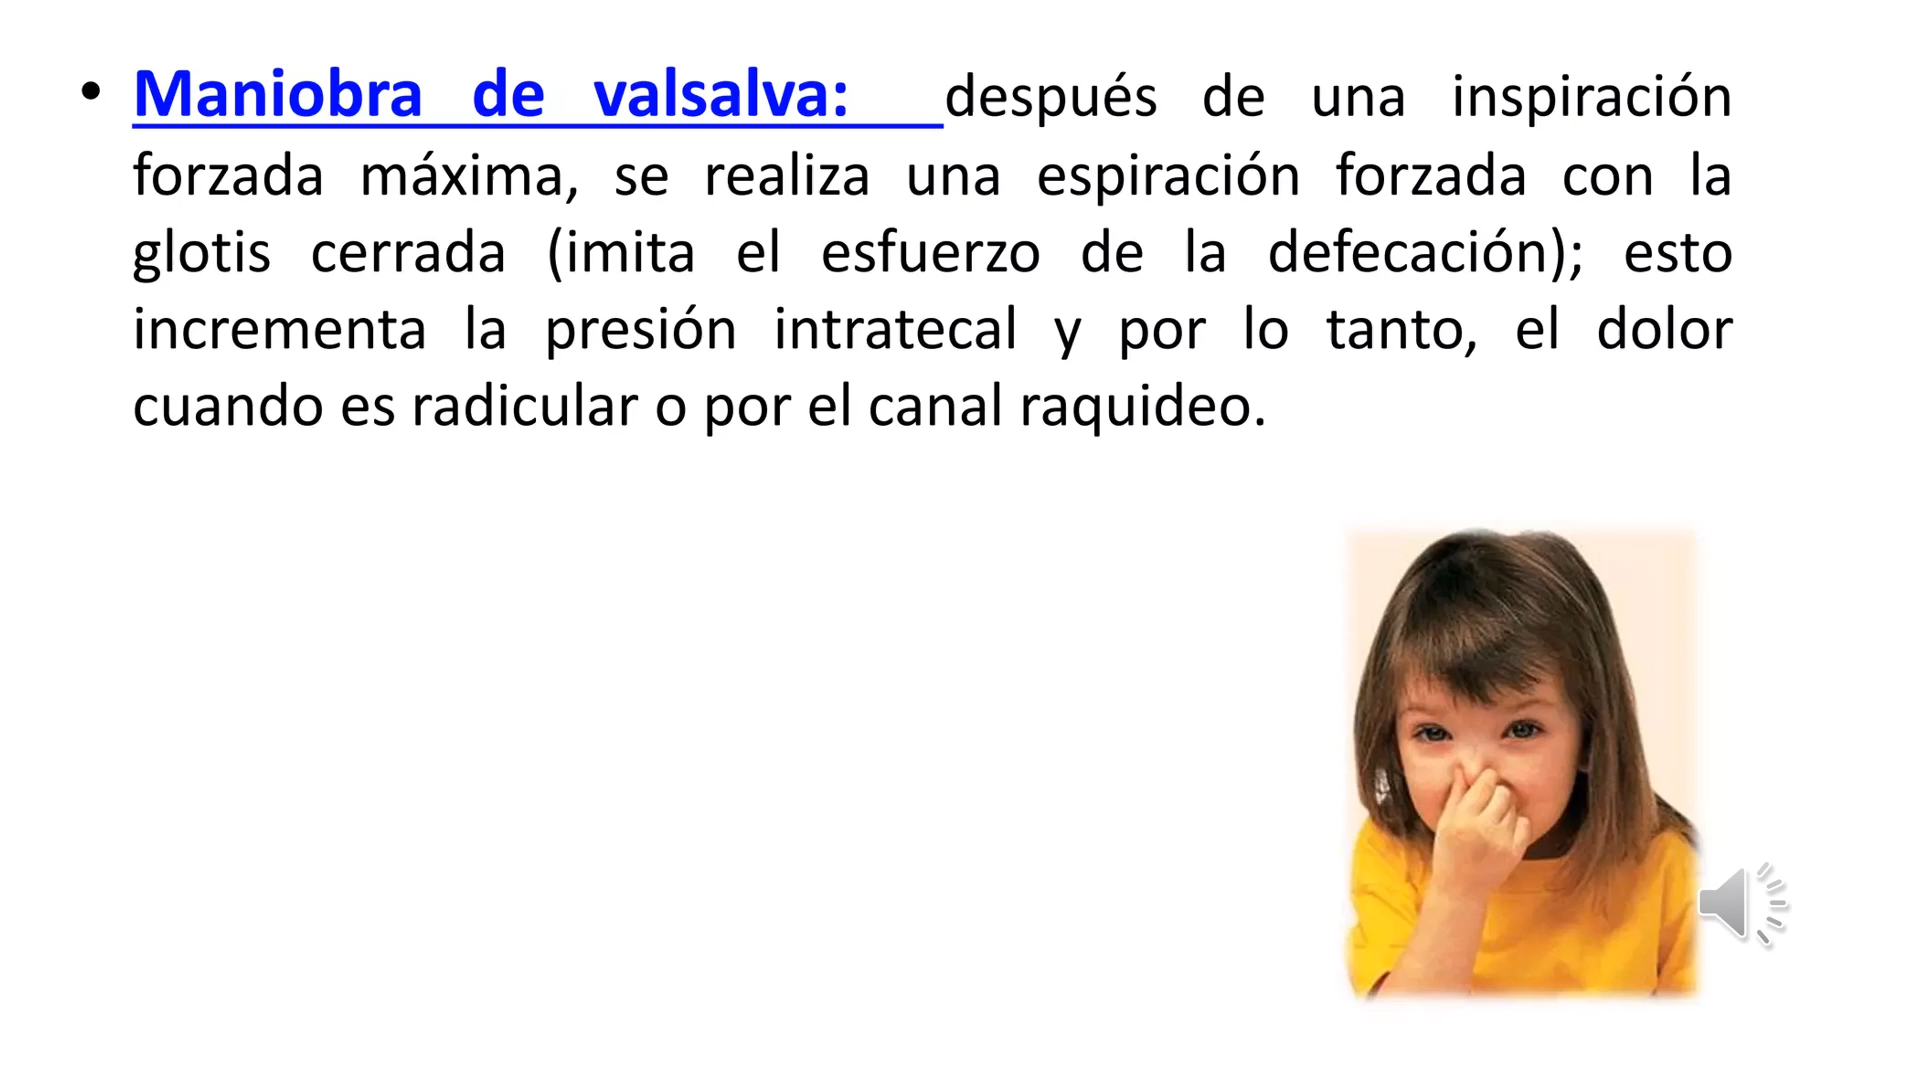 • Maniobra de valsalva: después de una inspiración
forzada máxima, se realiza una espiración forzada con la
glotis cerrada (imita el esfuerzo de la defecación); esto
incrementa la presión intratecal y por lo tanto, el dolor
cuando es radicular o por el canal raquideo.